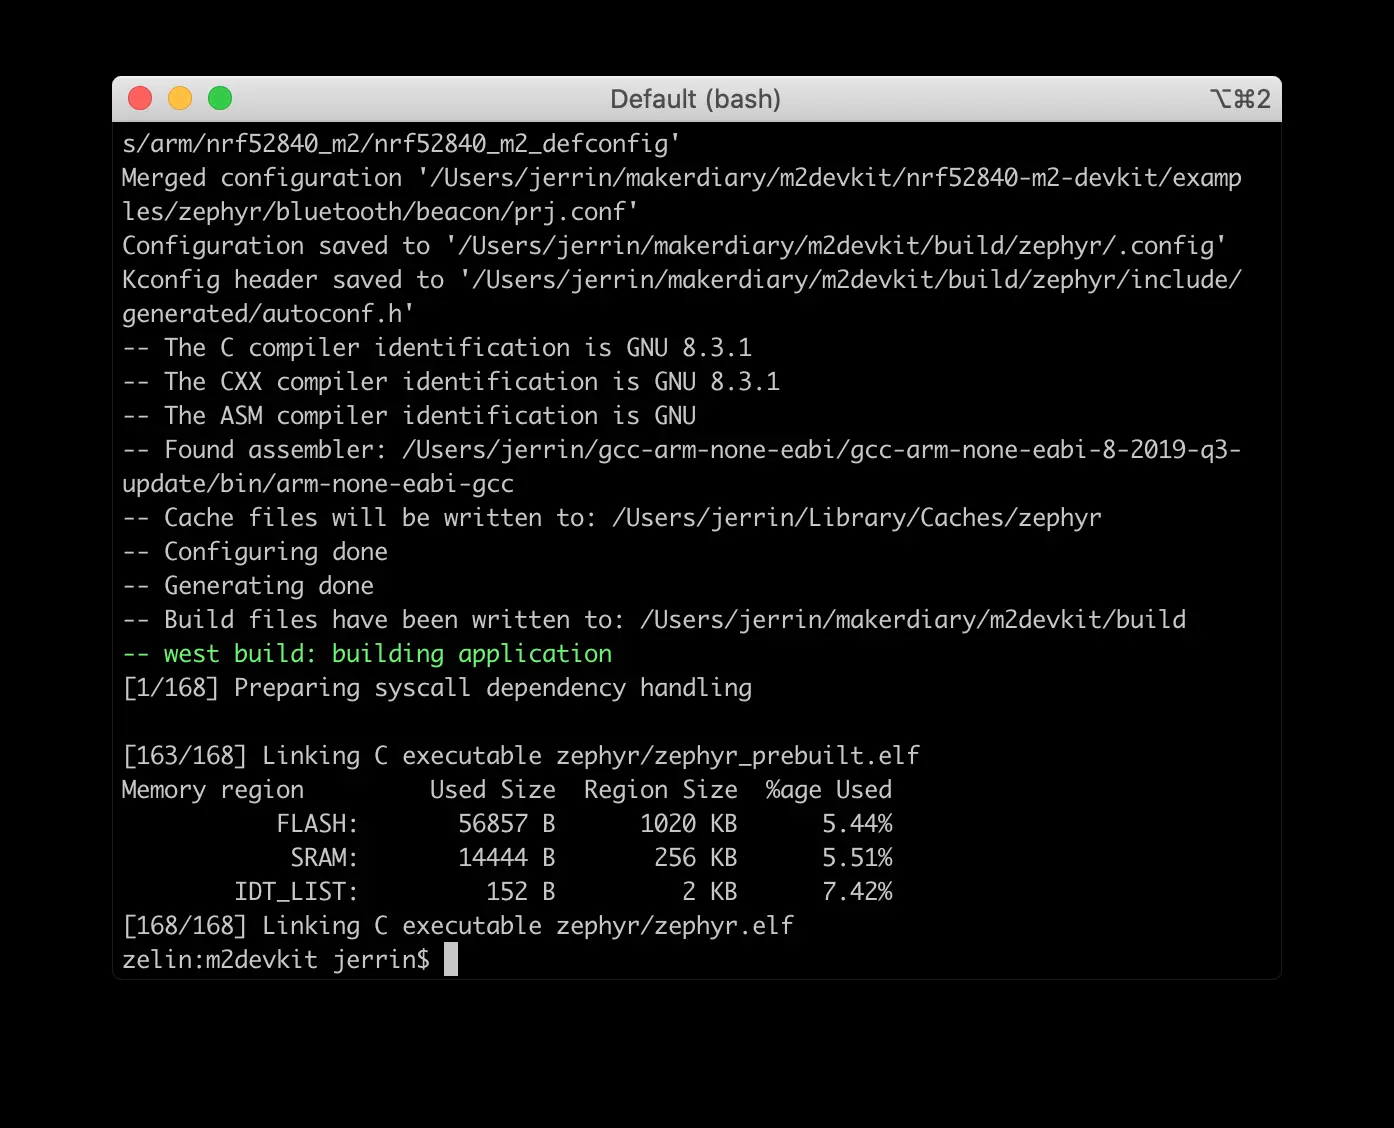 Default (bash)
⌥⌘2
s/arm/nrf52840_m2/nrf52840_m2_defconfig'
Merged configuration '/Users/jerrin/makerdiary/m2devkit/nrf52840-m2-devkit/examp
les/zephyr/bluetooth/beacon/prj.conf'
Configuration saved to '/Users/jerrin/makerdiary/m2devkit/build/zephyr/.config'
Kconfig header saved to '/Users/jerrin/makerdiary/m2devkit/build/zephyr/include/
generated/autoconf.h'
-- The C compiler identification is GNU 8.3.1
-- The CXX compiler identification is GNU 8.3.1
-- The ASM compiler identification is GNU
-- Found assembler: /Users/jerrin/gcc-arm-none-eabi/gcc-arm-none-eabi-8-2019-q3-
update/bin/arm-none-eabi-gcc
-- Cache files will be written to: /Users/jerrin/Library/Caches/zephyr
-- Configuring done
-- Generating done
-- Build files have been written to: /Users/jerrin/makerdiary/m2devkit/build
-- west build: building application
[1/168] Preparing syscall dependency handling
[163/168] Linking C executable zephyr/zephyr_prebuilt.elf
Memory region         Used Size  Region Size  %age Used
           FLASH:       56857 B      1020 KB      5.44%
            SRAM:       14444 B       256 KB      5.51%
        IDT_LIST:         152 B         2 KB      7.42%
[168/168] Linking C executable zephyr/zephyr.elf
zelin:m2devkit jerrin$